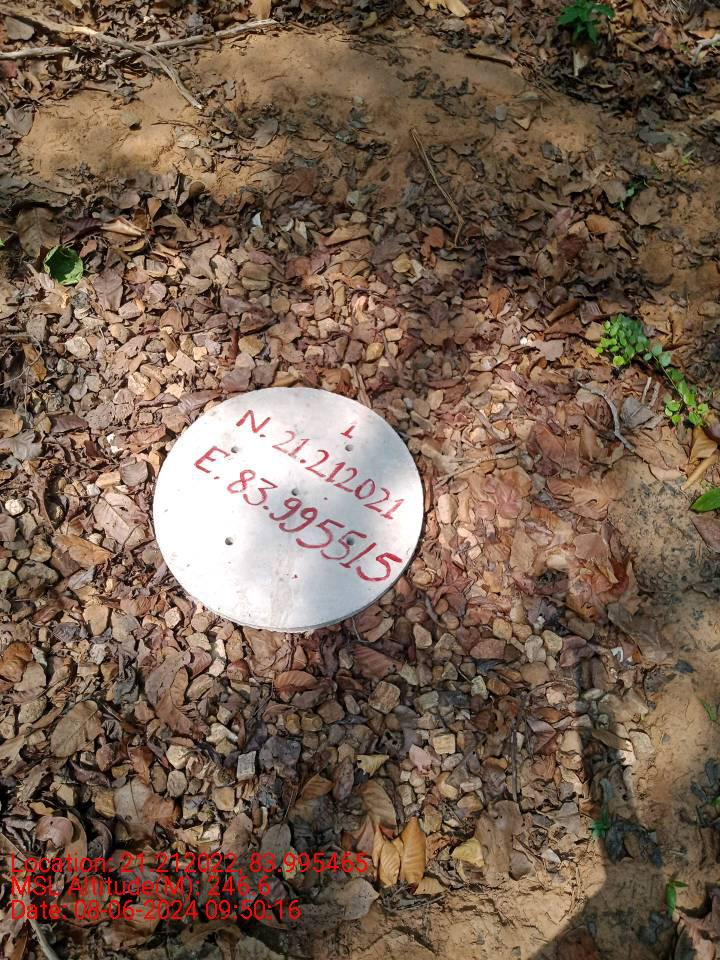 1
N. 21.212021
E. 83.995515
Location: 21.212022, 83.995465
MSL Altitude(M): 246.6
Date: 08-06-2024 09:50:16